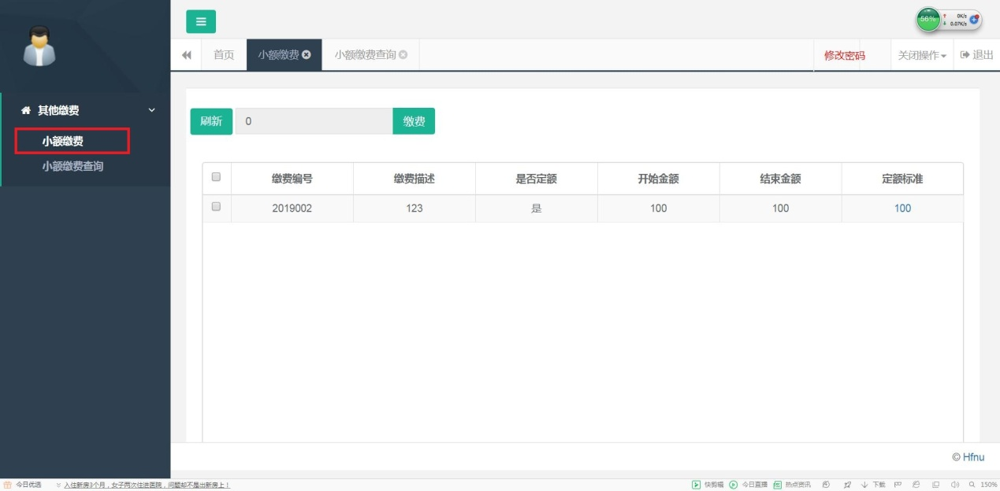 56% 0K/s
0.07K/s
首页 小额缴费 小额缴费查询 修改密码 关闭操作 退出
其他缴费
小额缴费
小额缴费查询
刷新 0 缴费
缴费编号 缴费描述 是否定额 开始金额 结束金额 定额标准
2019002 123 是 100 100 100
© Hfnu
今日优选 入住新房3个月，女子两次住进医院，问题却不是出新房上！ 快剪辑 今日直播 热点资讯 下载 150%